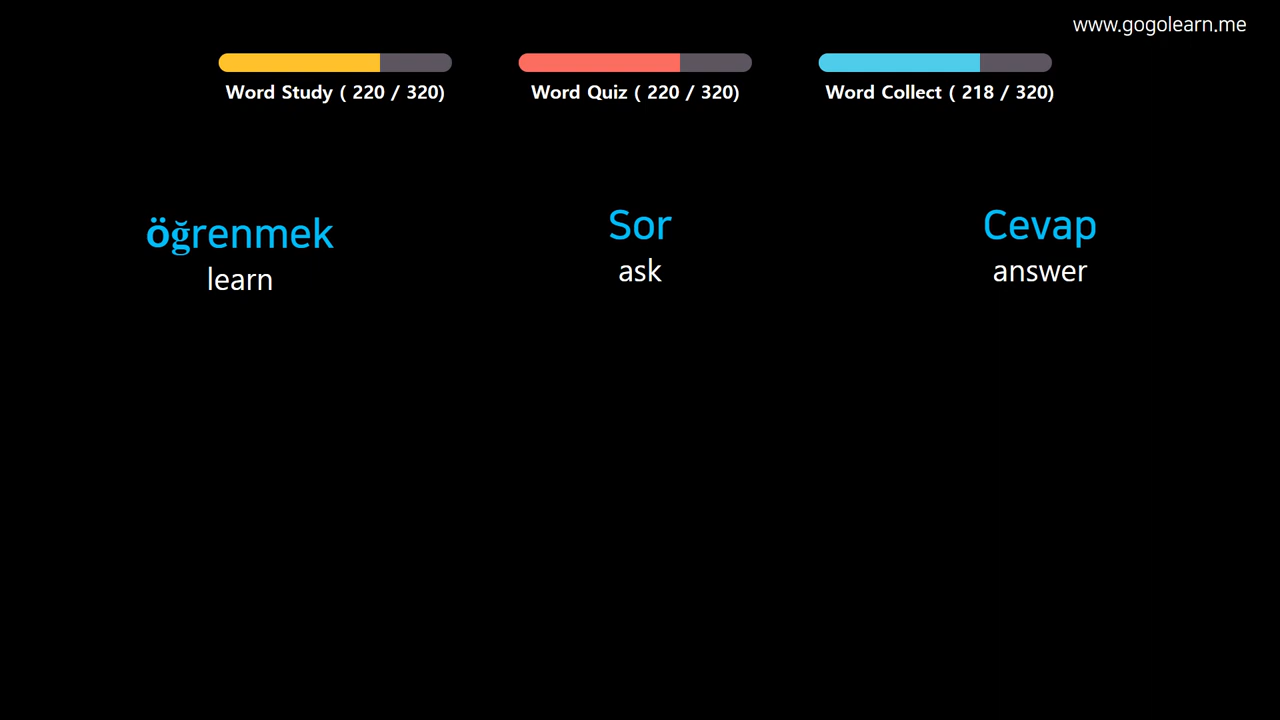 www.gogolearn.me
Word Study ( 220 / 320)
Word Quiz ( 220 / 320)
Word Collect ( 218 / 320)
öğrenmek
learn
Sor
ask
Cevap
answer